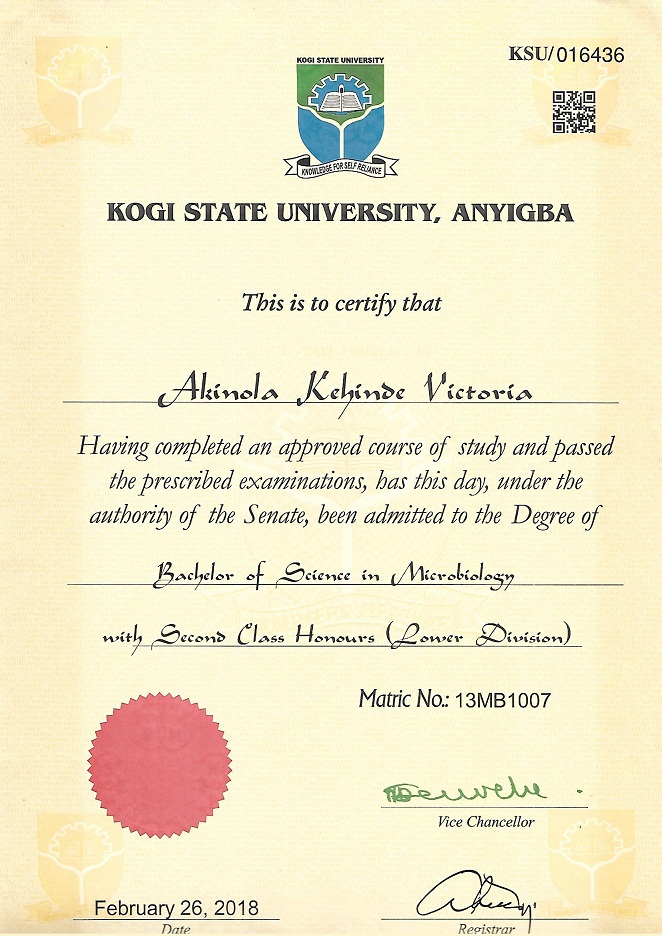 KOGI STATE UNIVERSITY
KSU/016436
KNOWLEDGE FOR SELF RELIANCE
KOGI STATE UNIVERSITY, ANYIGBA
This is to certify that
Akinola Kehinde Victoria
Having completed an approved course of study and passed
the prescribed examinations, has this day, under the
authority of the Senate, been admitted to the Degree of
Bachelor of Science in Microbiology
with Second Class Honours (Lower Division)
Matric No.: 13MB1007
Vice Chancellor
February 26, 2018
Date
Registrar